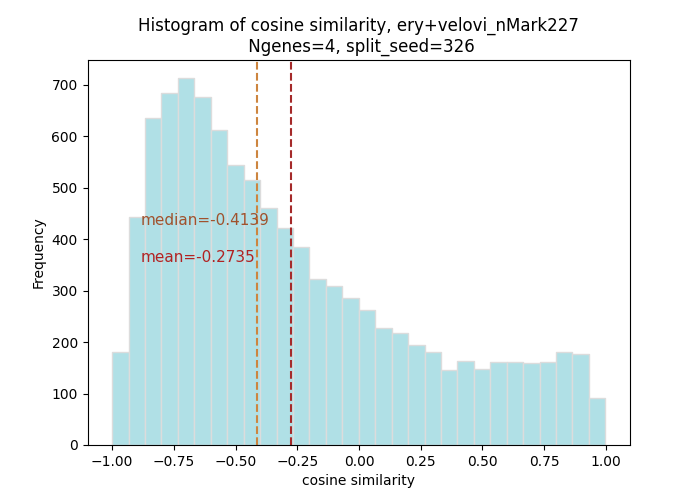 Histogram of cosine similarity, ery+velovi_nMark227
Ngenes=4, split_seed=326
700
600
500
400
300
200
100
0
Frequency
median=-0.4139
mean=-0.2735
−1.00 −0.75 −0.50 −0.25 0.00 0.25 0.50 0.75 1.00
cosine similarity